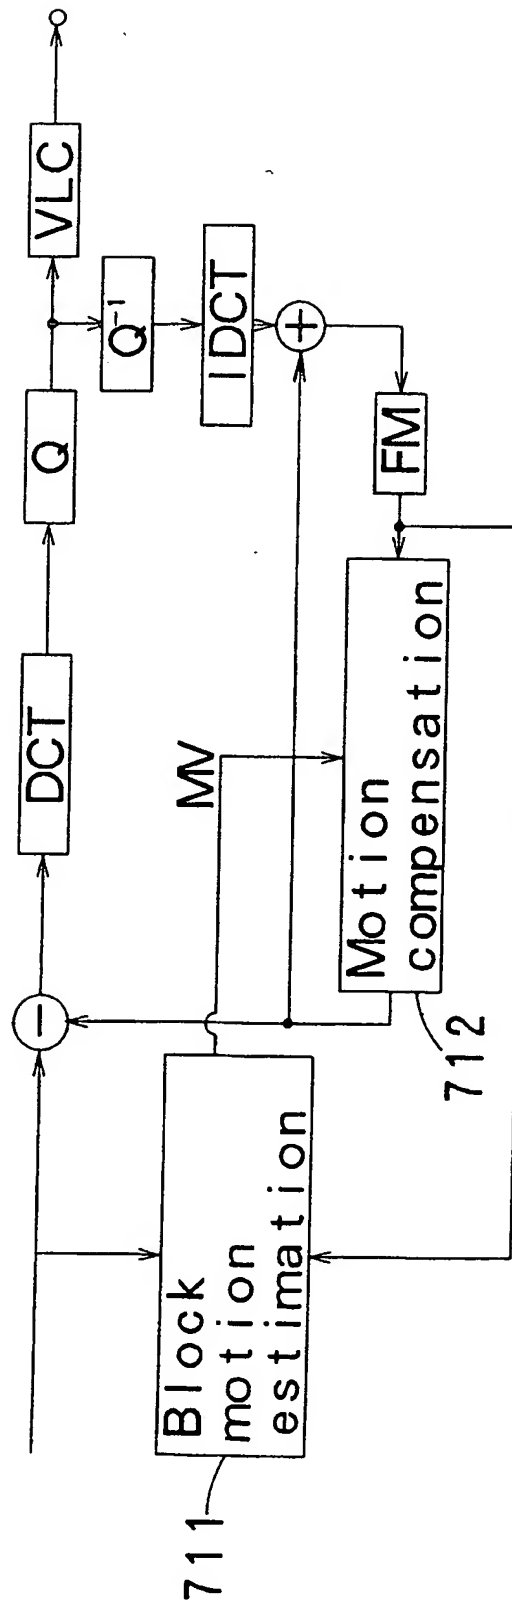 −
DCT
Q
VLC
Q⁻¹
IDCT
+
FM
MV
Block
motion
estimation
711
Motion
compensation
712